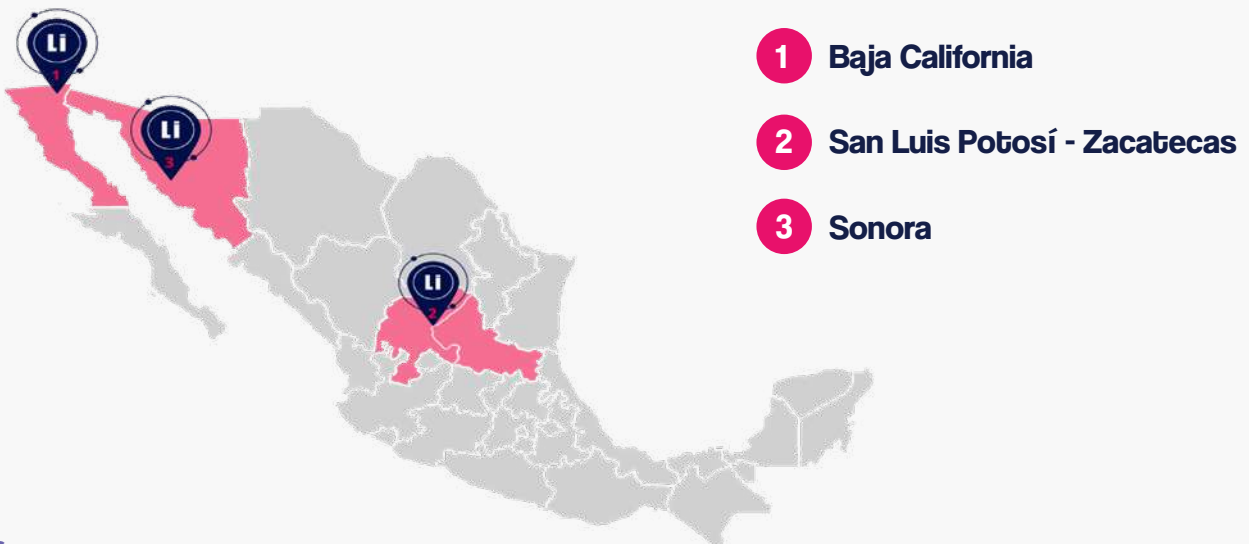 Li
1
Li
3
Li
2
1 Baja California
2 San Luis Potosí - Zacatecas
3 Sonora